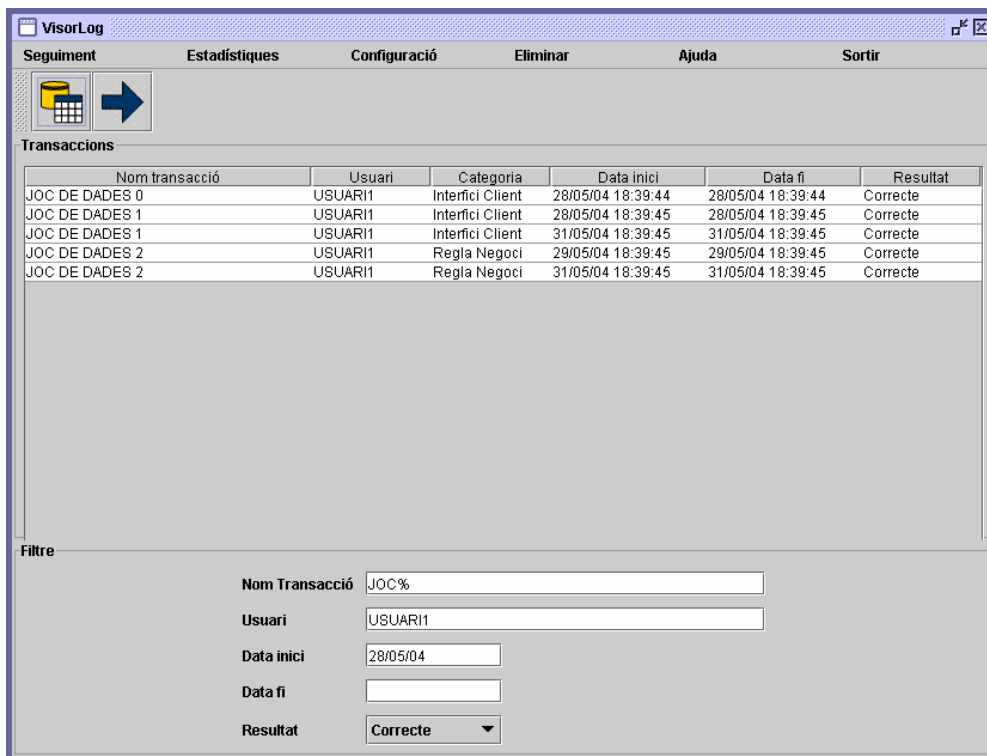 VisorLog
Seguiment Estadístiques Configuració Eliminar Ajuda Sortir
Transaccions
Nom transacció Usuari Categoria Data inici Data fi Resultat
JOC DE DADES 0 USUARI1 Interfici Client 28/05/04 18:39:44 28/05/04 18:39:44 Correcte
JOC DE DADES 1 USUARI1 Interfici Client 28/05/04 18:39:45 28/05/04 18:39:45 Correcte
JOC DE DADES 1 USUARI1 Interfici Client 31/05/04 18:39:45 31/05/04 18:39:45 Correcte
JOC DE DADES 2 USUARI1 Regla Negoci 29/05/04 18:39:45 29/05/04 18:39:45 Correcte
JOC DE DADES 2 USUARI1 Regla Negoci 31/05/04 18:39:45 31/05/04 18:39:45 Correcte
Filtre
Nom Transacció JOC%
Usuari USUARI1
Data inici 28/05/04
Data fi
Resultat Correcte